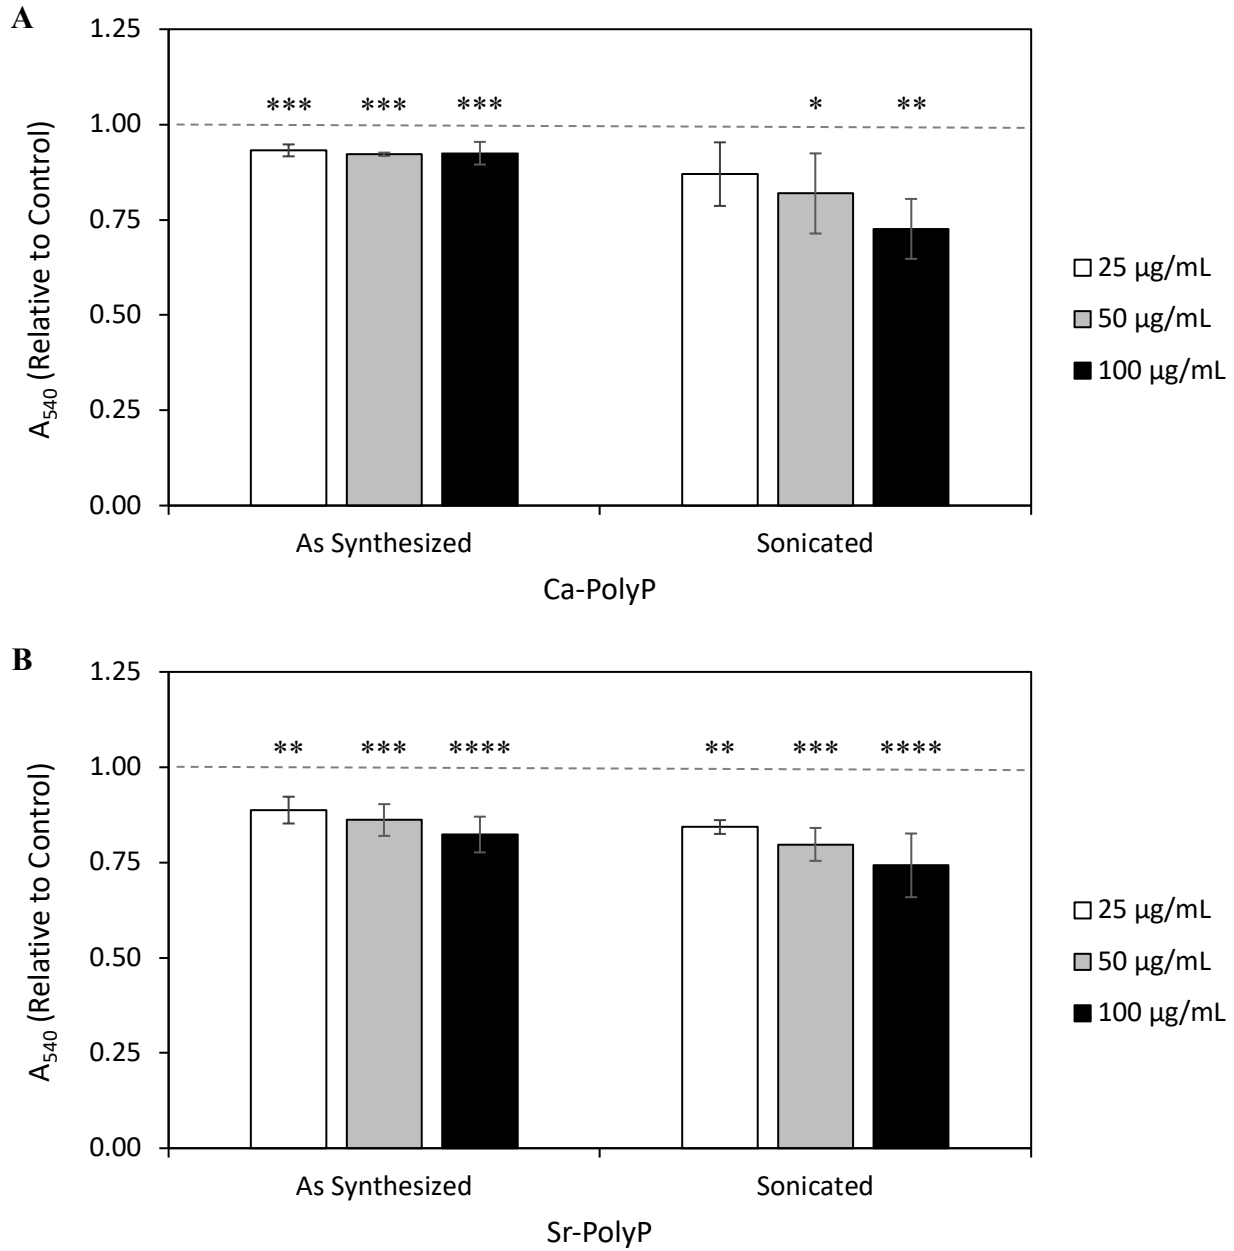 A
1.25
*** *** *** * **
1.00
0.75
0.50
0.25
0.00
A540 (Relative to Control)
As Synthesized Sonicated
Ca-PolyP
25 µg/mL
50 µg/mL
100 µg/mL
B
1.25
** *** **** ** *** ****
1.00
0.75
0.50
0.25
0.00
A540 (Relative to Control)
As Synthesized Sonicated
Sr-PolyP
25 µg/mL
50 µg/mL
100 µg/mL